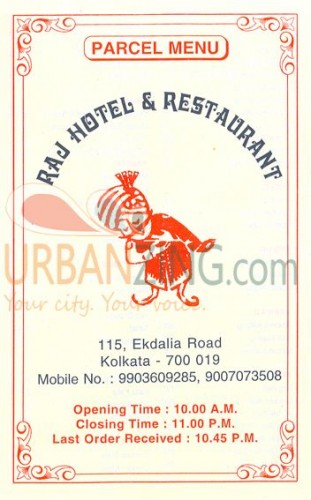 PARCEL MENU
RAJ HOTEL & RESTAURANT
URBANZING.com
Your city. Your voice.
115, Ekdalia Road
Kolkata - 700 019
Mobile No. : 9903609285, 9007073508
Opening Time : 10.00 A.M.
Closing Time : 11.00 P.M.
Last Order Received : 10.45 P.M.